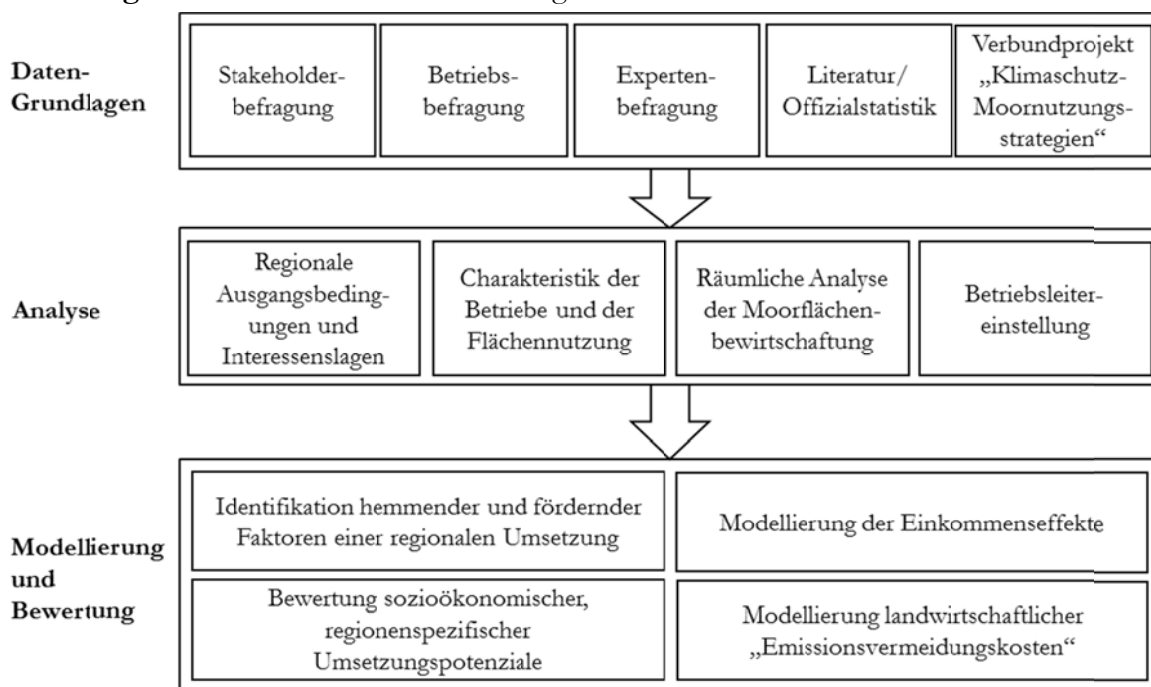 Daten-
Grundlagen
Stakeholder-
befragung
Betriebs-
befragung
Experten-
befragung
Literatur/
Offizialstatistik
Verbundprojekt
„Klimaschutz-
Moornutzungs-
strategien“
Analyse
Regionale
Ausgangsbeding-
ungen und
Interessenslagen
Charakteristik der
Betriebe und der
Flächennutzung
Räumliche Analyse
der Moorflächen-
bewirtschaftung
Betriebsleiter-
einstellung
Modellierung
und
Bewertung
Identifikation hemmender und fördernder
Faktoren einer regionalen Umsetzung
Modellierung der Einkommenseffekte
Bewertung sozioökonomischer,
regionenspezifischer
Umsetzungspotenziale
Modellierung landwirtschaftlicher
„Emissionsvermeidungskosten“